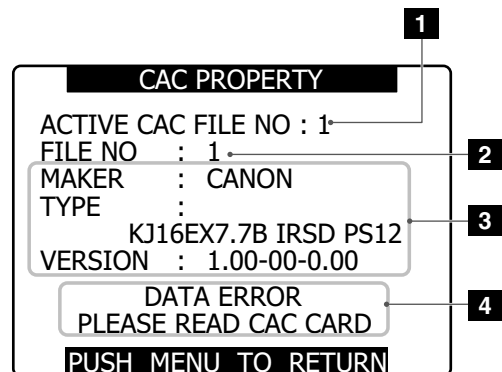 1
CAC PROPERTY
ACTIVE CAC FILE NO : 1
FILE NO : 1
2
MAKER : CANON
TYPE :
3
KJ16EX7.7B IRSD PS12
VERSION : 1.00-00-0.00
DATA ERROR
4
PLEASE READ CAC CARD
PUSH MENU TO RETURN